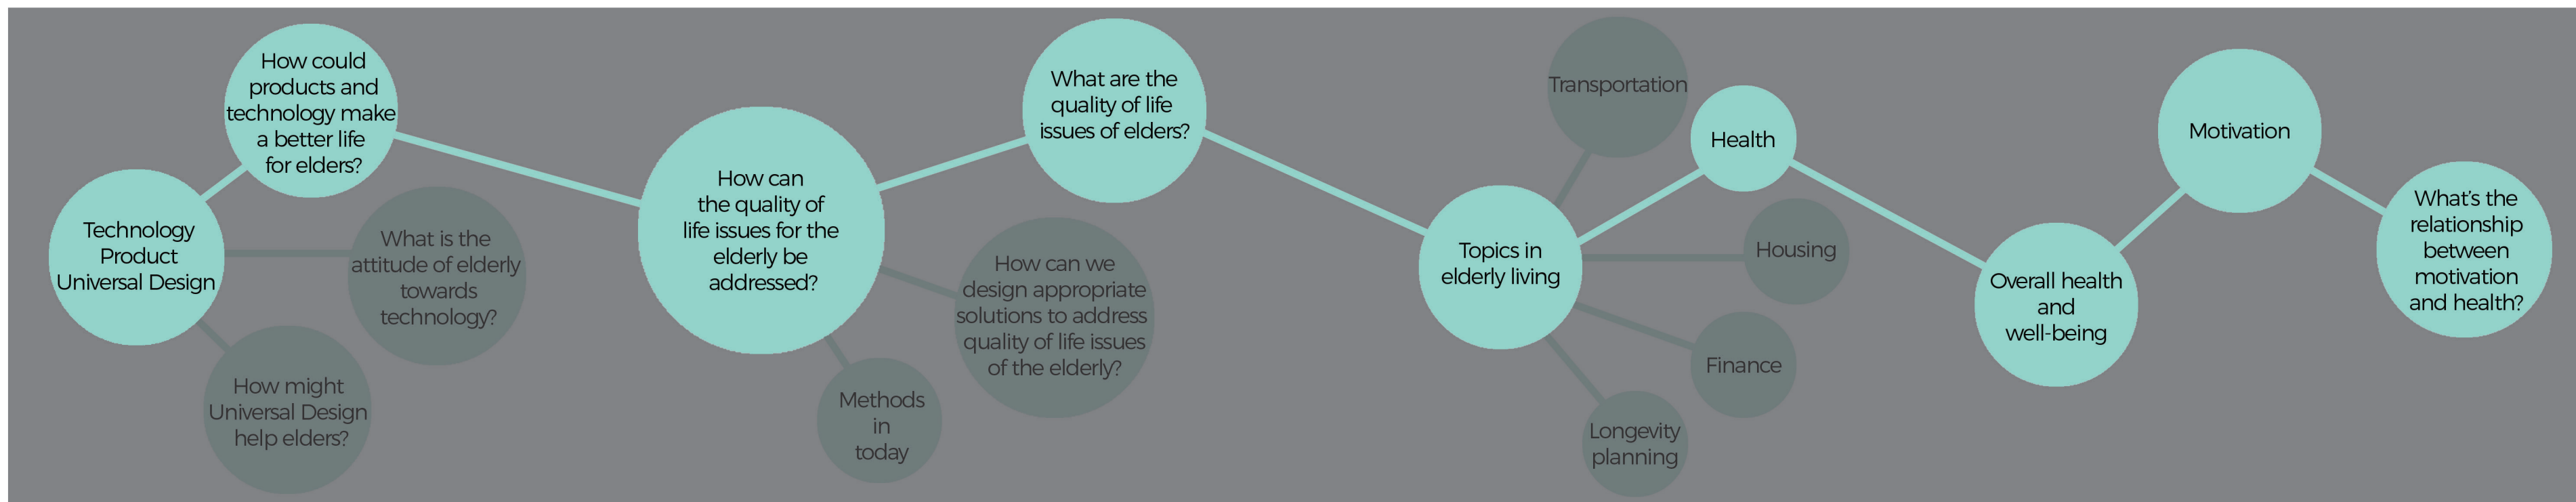 How could
products and
technology make
a better life
for elders?
Technology
Product
Universal Design
What is the
attitude of elderly
towards
technology?
How might
Universal Design
help elders?
How can
the quality of
life issues for the
elderly be
addressed?
Methods
in
today
How can we
design appropriate
solutions to address
quality of life issues
of the elderly?
What are the
quality of life
issues of elders?
Topics in
elderly living
Transportation
Health
Housing
Finance
Longevity
planning
Overall health
and
well-being
Motivation
What's the
relationship
between
motivation
and health?